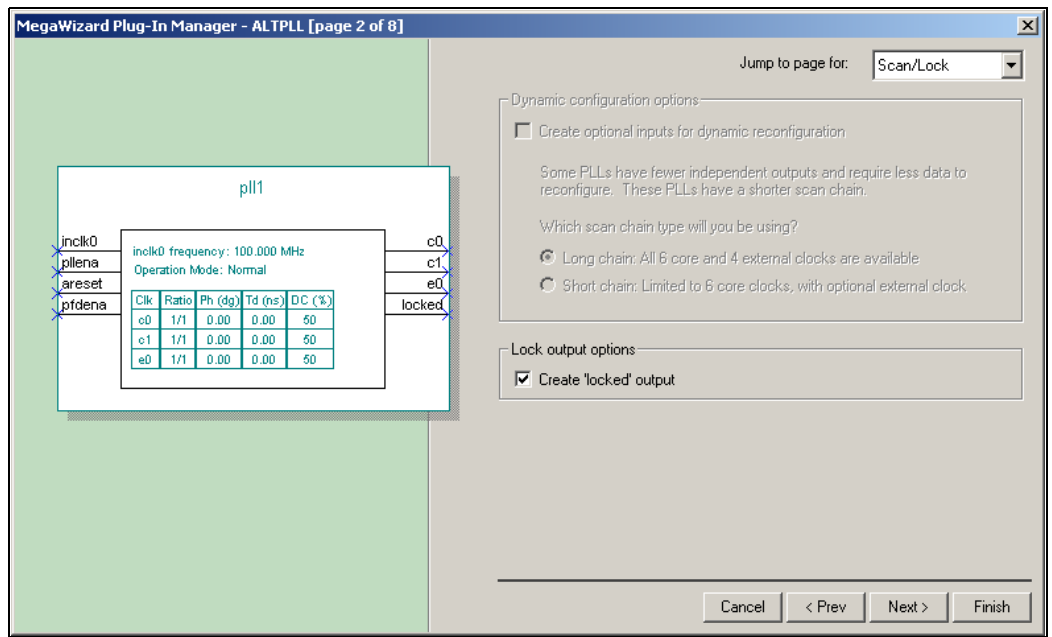 MegaWizard Plug-In Manager - ALTPLL [page 2 of 8]
Jump to page for: Scan/Lock
Dynamic configuration options
Create optional inputs for dynamic reconfiguration
Some PLLs have fewer independent outputs and require less data to
reconfigure. These PLLs have a shorter scan chain.
Which scan chain type will you be using?
Long chain: All 6 core and 4 external clocks are available
Short chain: Limited to 6 core clocks, with optional external clock
Lock output options
Create 'locked' output
pll1
inclk0
pllena
areset
pfdena
inclk0 frequency: 100.000 MHz
Operation Mode: Normal
Clk Ratio Ph (dg) Td (ns) DC (%)
c0 1/1 0.00 0.00 50
c1 1/1 0.00 0.00 50
e0 1/1 0.00 0.00 50
c0
c1
e0
locked
Cancel < Prev Next > Finish